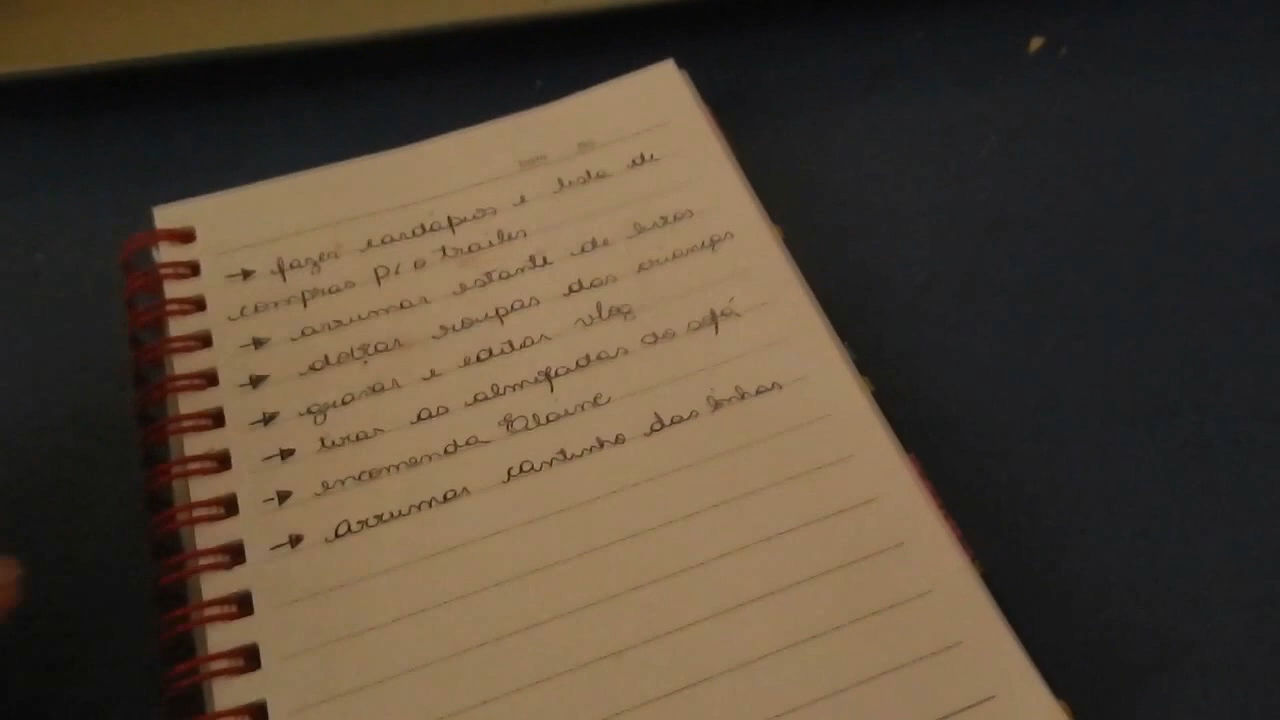 → fazer cardápios e lista de
compras p/ o trailer
→ arrumar estante de livros
→ dobrar roupas das crianças
→ gravar e editar vlog
→ tirar as almofadas do sofá
→ encomenda Elaine
→ arrumar cantinho das linhas